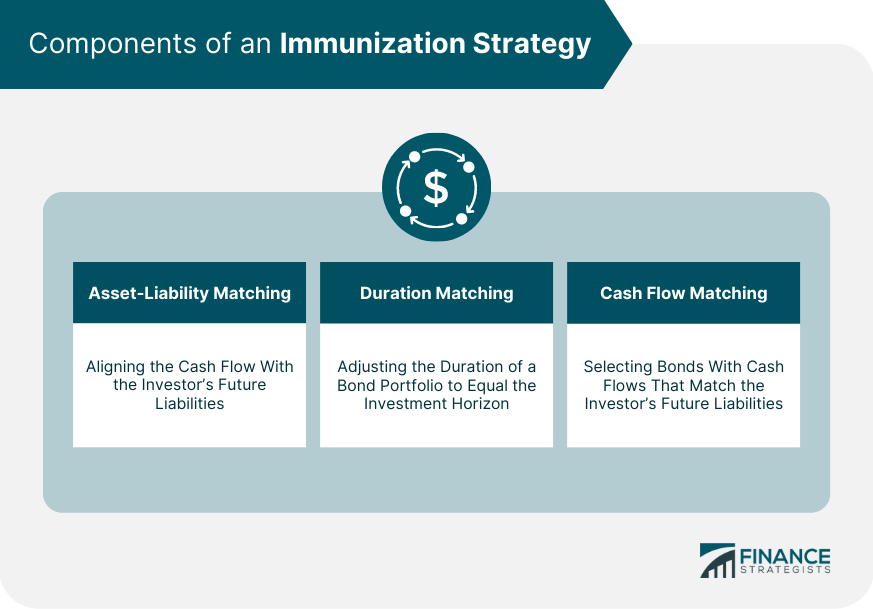 Components of an Immunization Strategy
$
Asset-Liability Matching
Aligning the Cash Flow With
the Investor’s Future
Liabilities
Duration Matching
Adjusting the Duration of a
Bond Portfolio to Equal the
Investment Horizon
Cash Flow Matching
Selecting Bonds With Cash
Flows That Match the
Investor’s Future Liabilities
FINANCE
STRATEGISTS